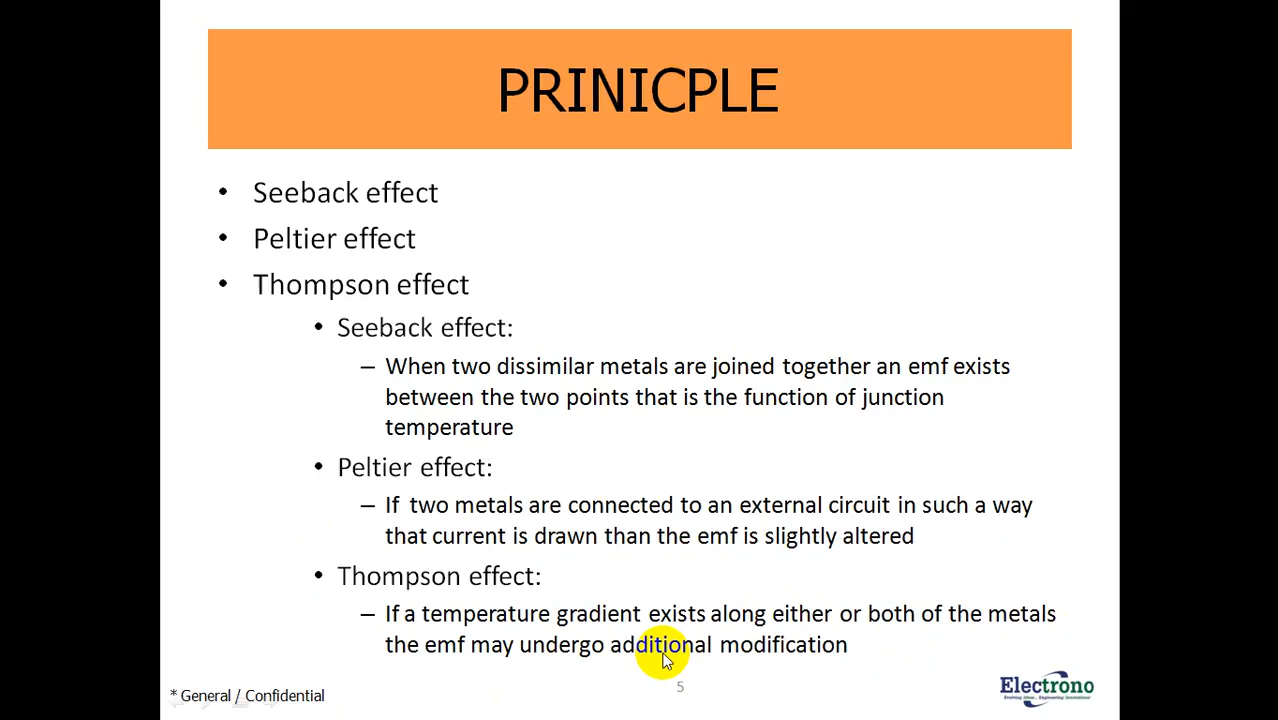 PRINICPLE
• Seeback effect
• Peltier effect
• Thompson effect
• Seeback effect:
– When two dissimilar metals are joined together an emf exists
between the two points that is the function of junction
temperature
• Peltier effect:
– If two metals are connected to an external circuit in such a way
that current is drawn than the emf is slightly altered
• Thompson effect:
– If a temperature gradient exists along either or both of the metals
the emf may undergo additional modification
* General / Confidential
5
Electrono
Evolving Ideas... Engineering Innovations!